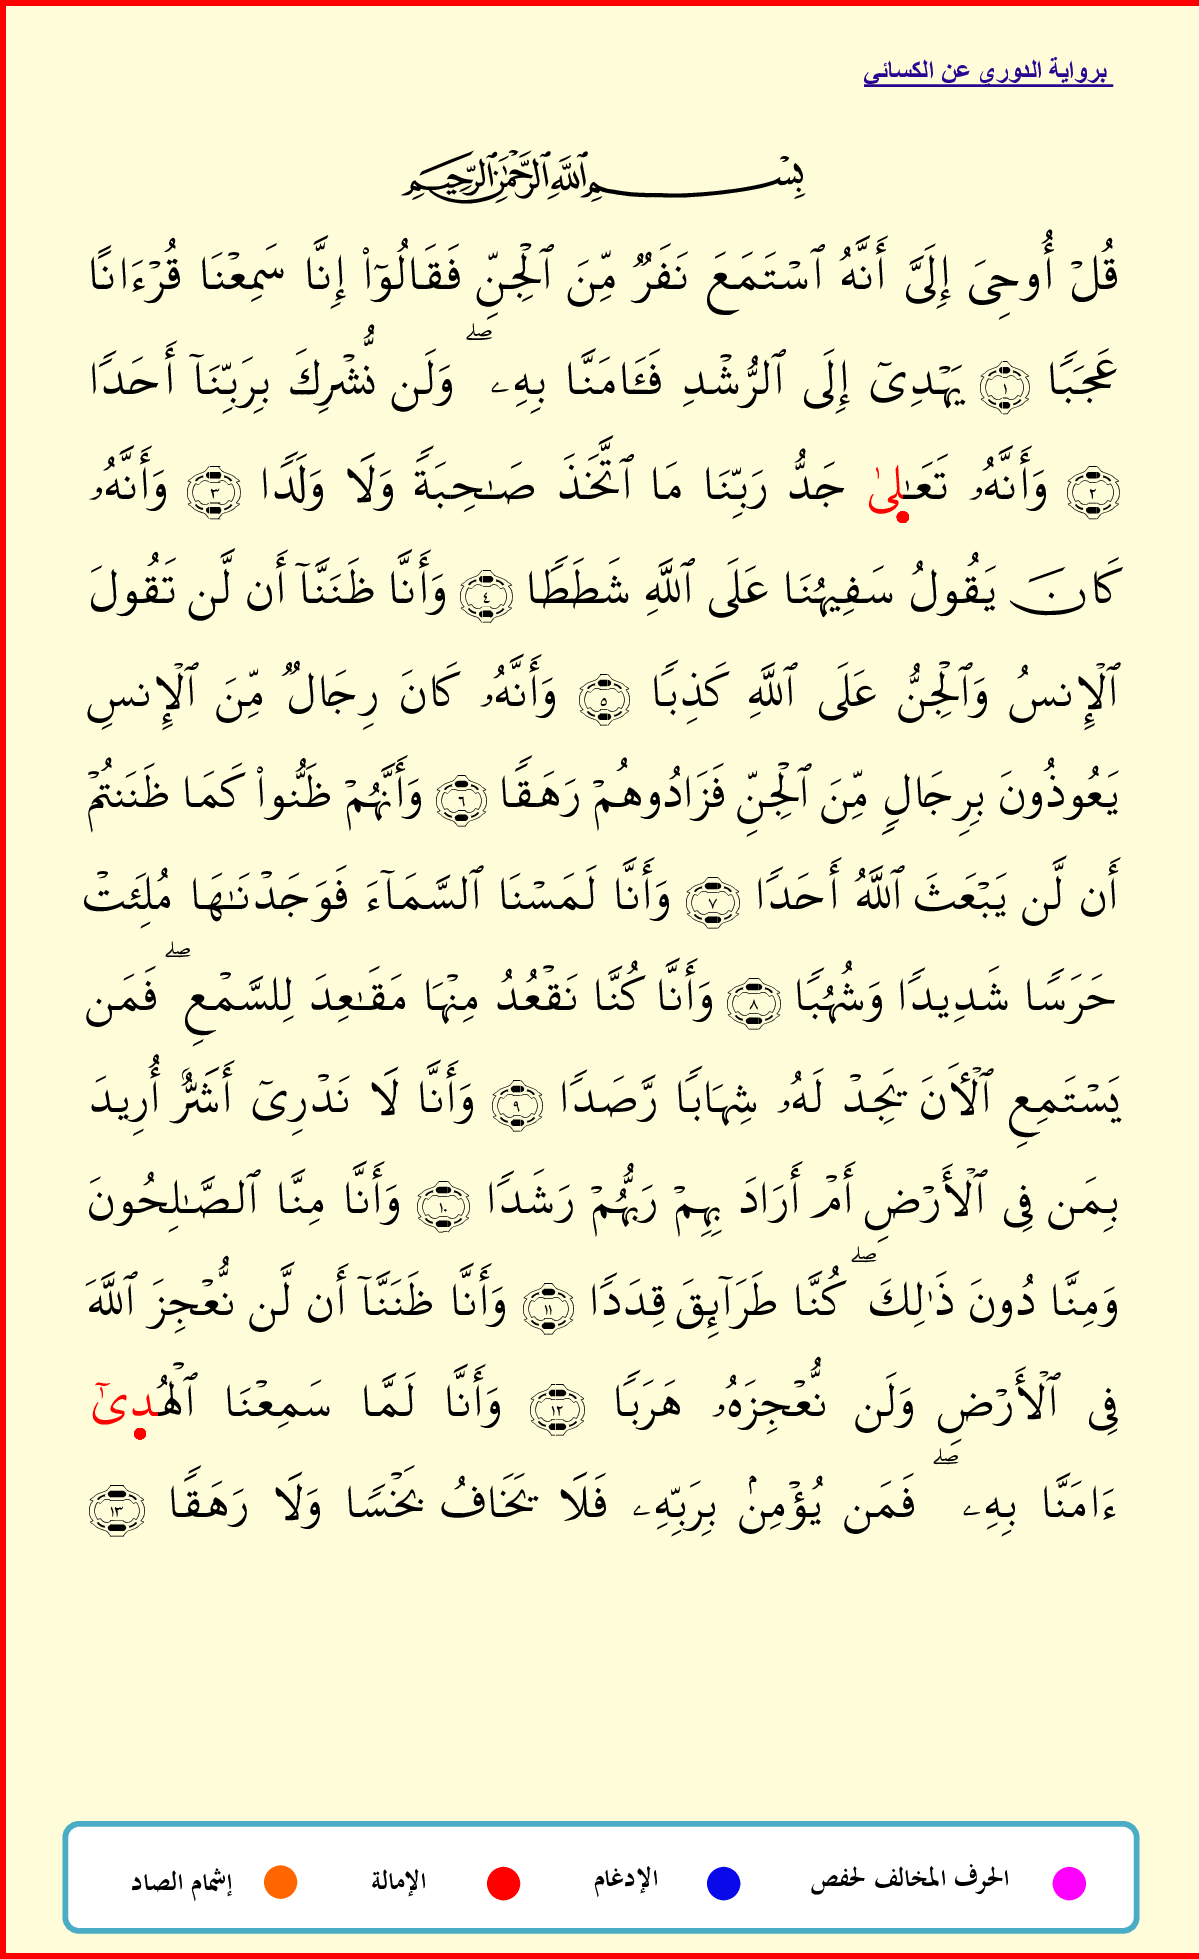 برواية الدوري عن الكسائي
بِسْمِ ٱللَّهِ ٱلرَّحْمَٰنِ ٱلرَّحِيمِ
قُلْ أُوحِىَ إِلَىَّ أَنَّهُ ٱسْتَمَعَ نَفَرٌ مِّنَ ٱلْجِنِّ فَقَالُوٓا۟ إِنَّا سَمِعْنَا قُرْءَانًا
عَجَبًا ١ يَهْدِىٓ إِلَى ٱلرُّشْدِ فَـَٔامَنَّا بِهِۦ ۖ وَلَن نُّشْرِكَ بِرَبِّنَآ أَحَدًا
٢ وَأَنَّهُۥ تَعَـٰلِىٰ جَدُّ رَبِّنَا مَا ٱتَّخَذَ صَـٰحِبَةً وَلَا وَلَدًا ٣ وَأَنَّهُۥ
كَانَ يَقُولُ سَفِيهُنَا عَلَى ٱللَّهِ شَطَطًا ٤ وَأَنَّا ظَنَنَّآ أَن لَّن تَقُولَ
ٱلْإِنسُ وَٱلْجِنُّ عَلَى ٱللَّهِ كَذِبًا ٥ وَأَنَّهُۥ كَانَ رِجَالٌ مِّنَ ٱلْإِنسِ
يَعُوذُونَ بِرِجَالٍ مِّنَ ٱلْجِنِّ فَزَادُوهُمْ رَهَقًا ٦ وَأَنَّهُمْ ظَنُّوا۟ كَمَا ظَنَنتُمْ
أَن لَّن يَبْعَثَ ٱللَّهُ أَحَدًا ٧ وَأَنَّا لَمَسْنَا ٱلسَّمَآءَ فَوَجَدْنَـٰهَا مُلِئَتْ
حَرَسًا شَدِيدًا وَشُهُبًا ٨ وَأَنَّا كُنَّا نَقْعُدُ مِنْهَا مَقَـٰعِدَ لِلسَّمْعِ ۖ فَمَن
يَسْتَمِعِ ٱلْـَٔانَ يَجِدْ لَهُۥ شِهَابًا رَّصَدًا ٩ وَأَنَّا لَا نَدْرِىٓ أَشَرٌّ أُرِيدَ
بِمَن فِى ٱلْأَرْضِ أَمْ أَرَادَ بِهِمْ رَبُّهُمْ رَشَدًا ١٠ وَأَنَّا مِنَّا ٱلصَّـٰلِحُونَ
وَمِنَّا دُونَ ذَٰلِكَ ۖ كُنَّا طَرَآئِقَ قِدَدًا ١١ وَأَنَّا ظَنَنَّآ أَن لَّن نُّعْجِزَ ٱللَّهَ
فِى ٱلْأَرْضِ وَلَن نُّعْجِزَهُۥ هَرَبًا ١٢ وَأَنَّا لَمَّا سَمِعْنَا ٱلْهُدِىٰٓ
ءَامَنَّا بِهِۦ ۖ فَمَن يُؤْمِنۢ بِرَبِّهِۦ فَلَا يَخَافُ بَخْسًا وَلَا رَهَقًا ١٣
الحرف المخالف لحفص الإدغام الإمالة إشمام الصاد